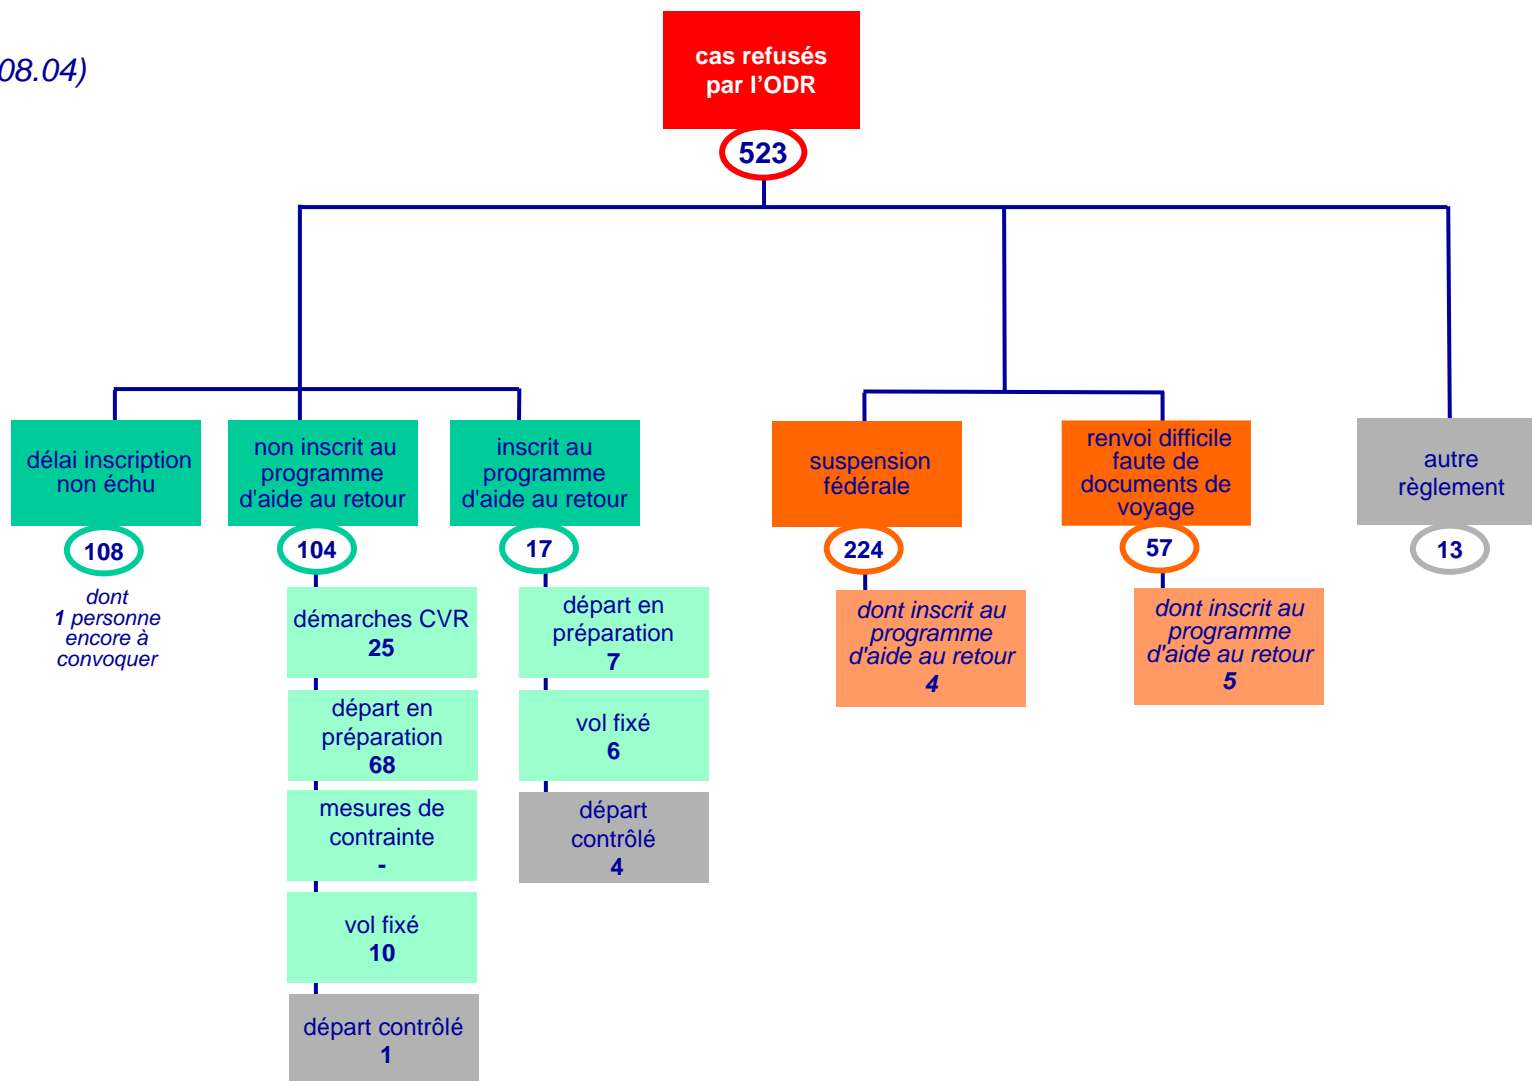 08.04)
cas refusés
par l’ODR
523
délai inscription
non échu
108
dont
1 personne
encore à
convoquer
non inscrit au
programme
d'aide au retour
104
démarches CVR
25
départ en
préparation
68
mesures de
contrainte
-
vol fixé
10
départ contrôlé
1
inscrit au
programme
d'aide au retour
17
départ en
préparation
7
vol fixé
6
départ
contrôlé
4
suspension
fédérale
224
dont inscrit au
programme
d'aide au retour
4
renvoi difficile
faute de
documents de
voyage
57
dont inscrit au
programme
d'aide au retour
5
autre
règlement
13